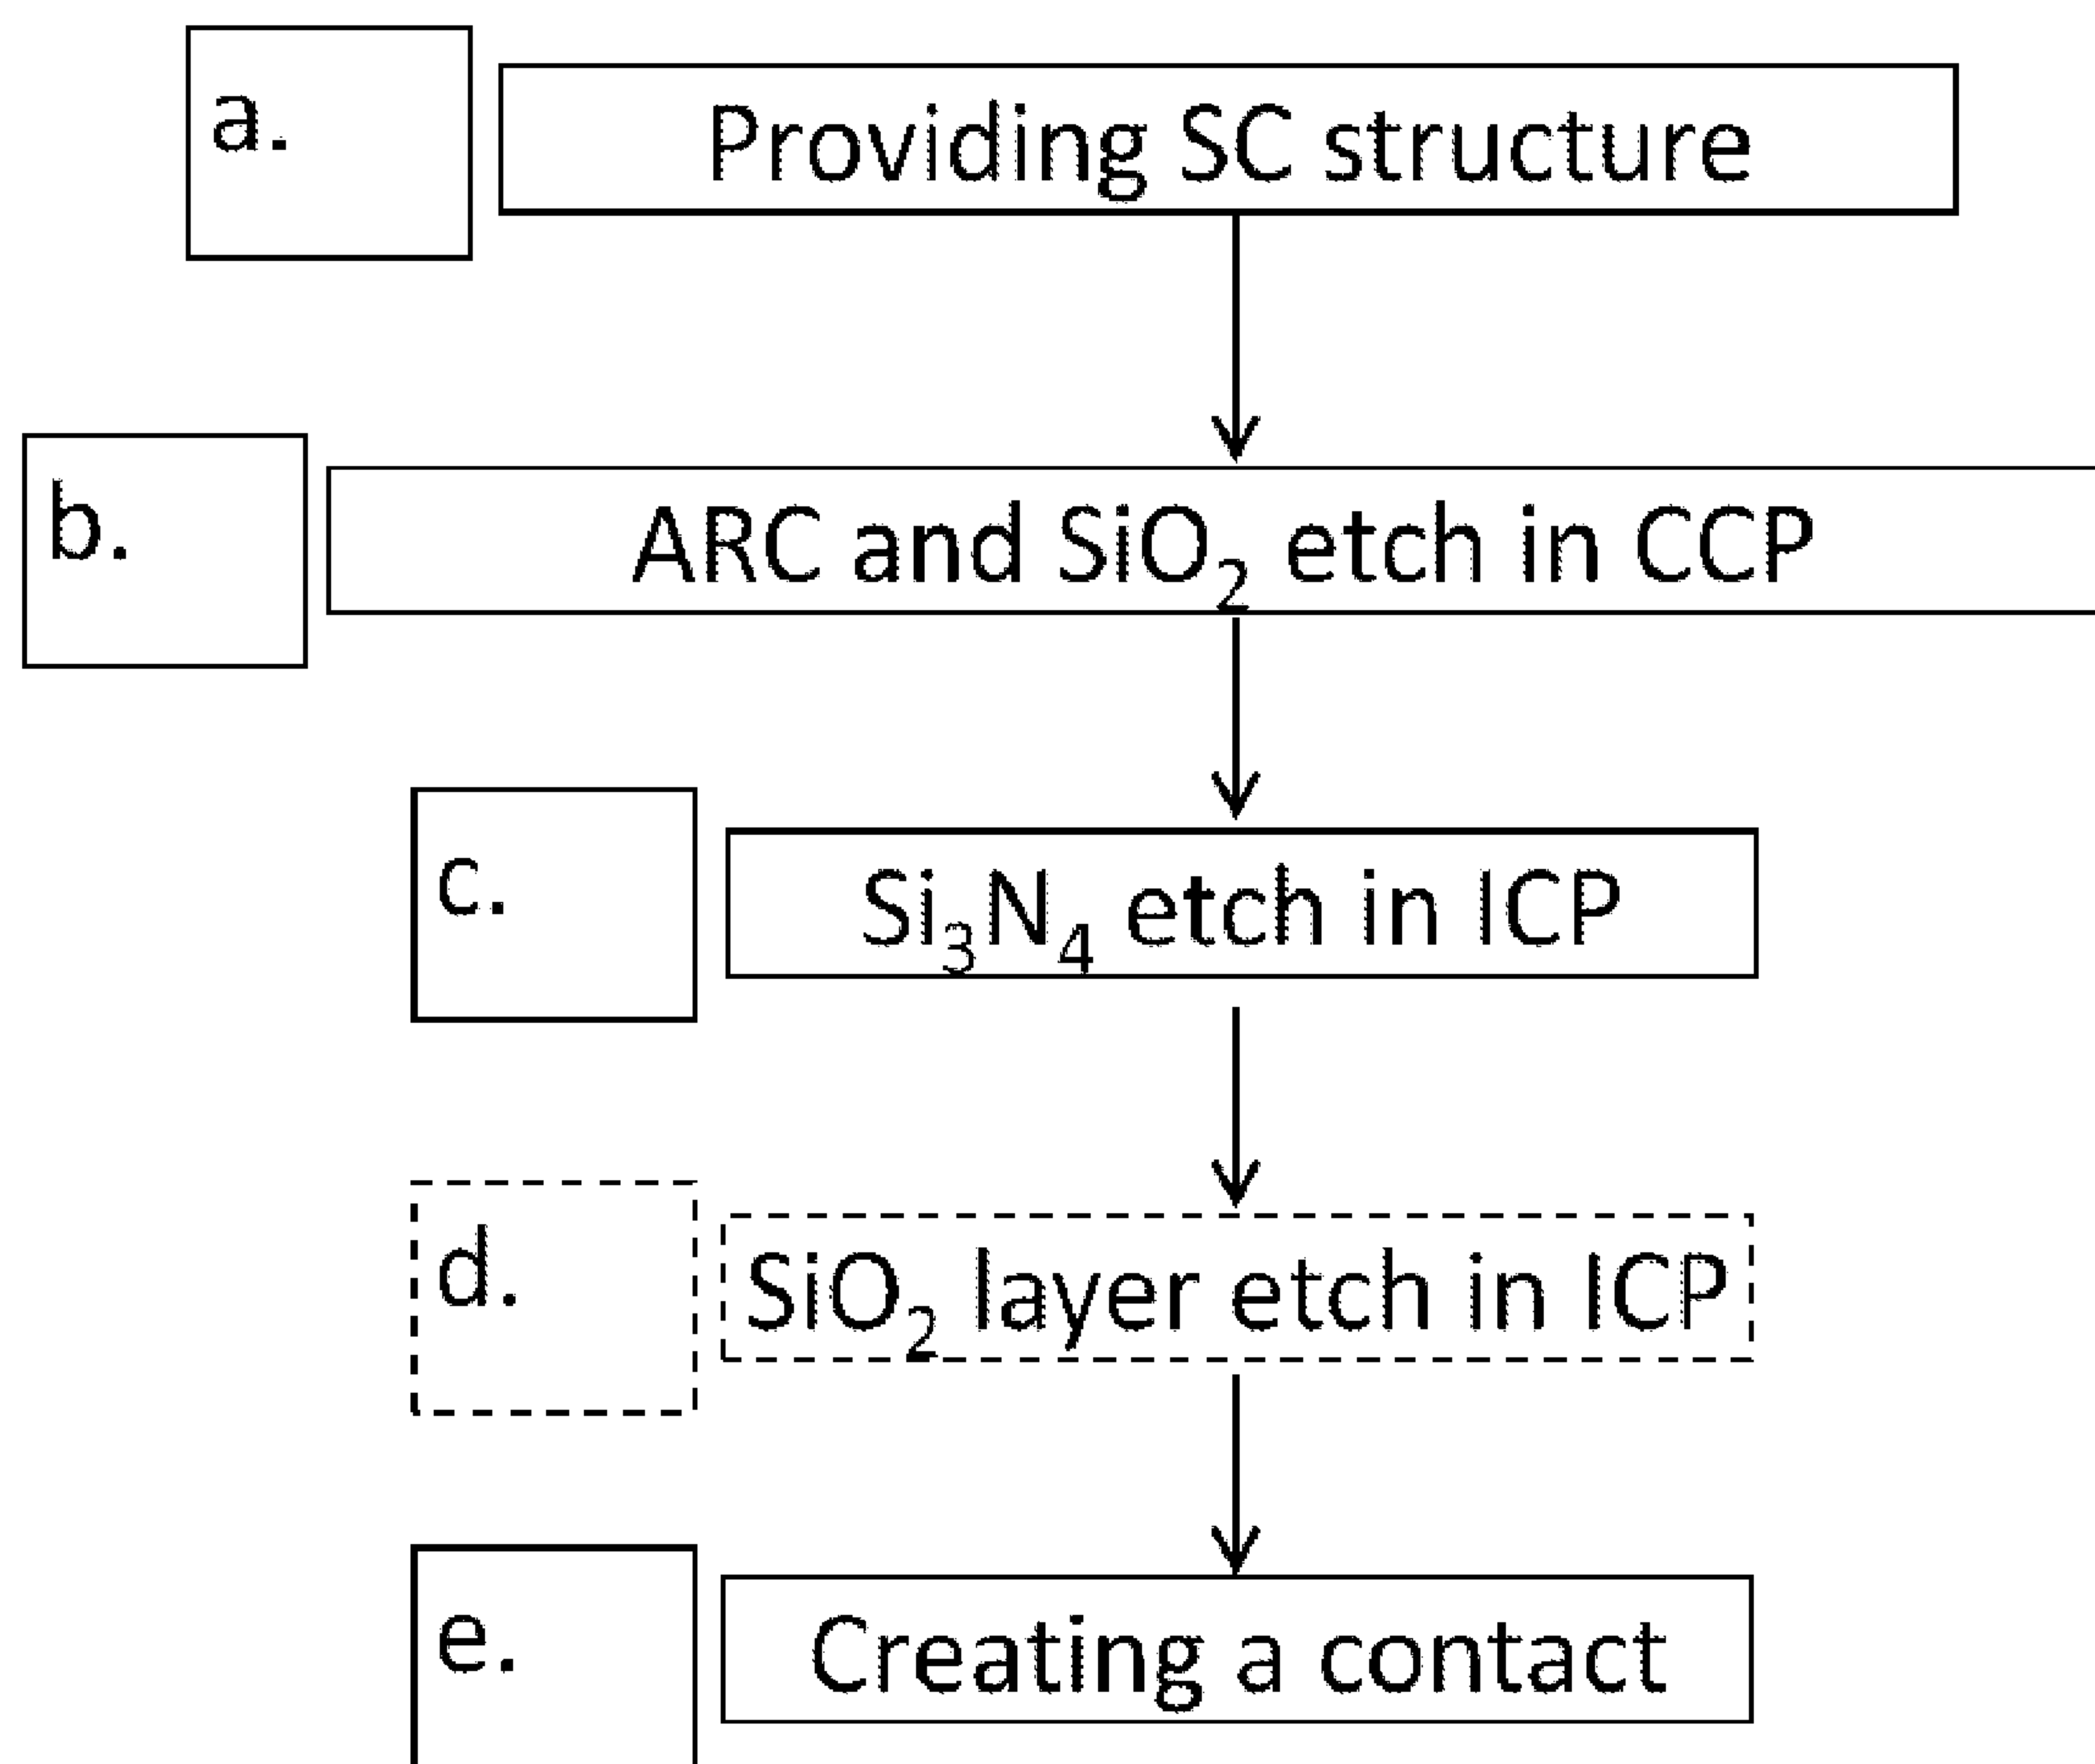 a. Providing SC structure
b. ARC and SiO₂ etch in CCP
c. Si₃N₄ etch in ICP
d. SiO₂ layer etch in ICP
e. Creating a contact